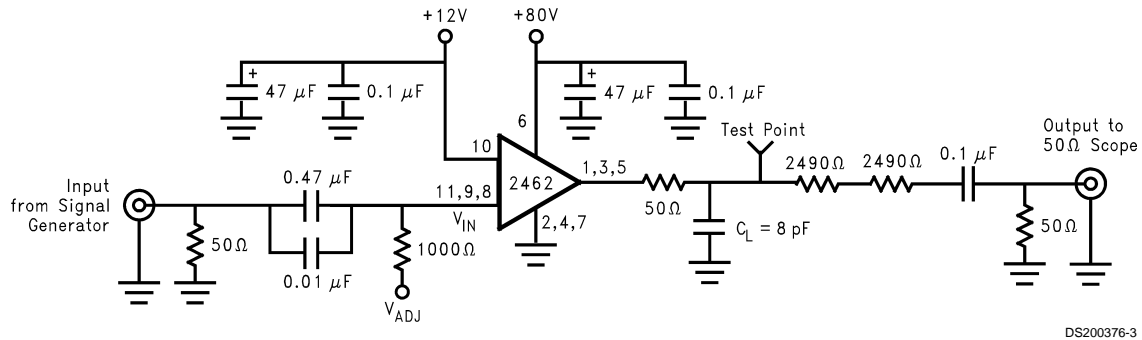 +12V
+80V
+
47 μF
0.1 μF
+
47 μF
0.1 μF
6
10
2462
1,3,5
11,9,8
V_IN
2,4,7
Input
from Signal
Generator
50Ω
0.47 μF
0.01 μF
1000Ω
V_ADJ
50Ω
Test Point
C_L = 8 pF
2490Ω
2490Ω
0.1 μF
50Ω
Output to
50Ω Scope
DS200376-3